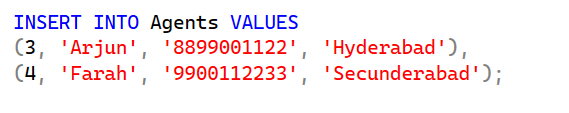 INSERT INTO Agents VALUES
(3, 'Arjun', '8899001122', 'Hyderabad'),
(4, 'Farah', '9900112233', 'Secunderabad');